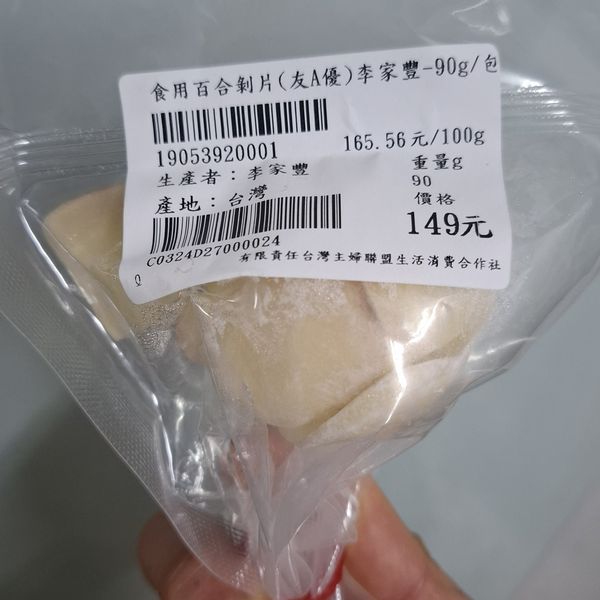 食用百合剝片(友A優)李家豐-90g/包
19053920001
165.56元/100g
生產者：李家豐
重量g
90
產地：台灣
價格
149元
C0324D27000024
有限責任台灣主婦聯盟生活消費合作社